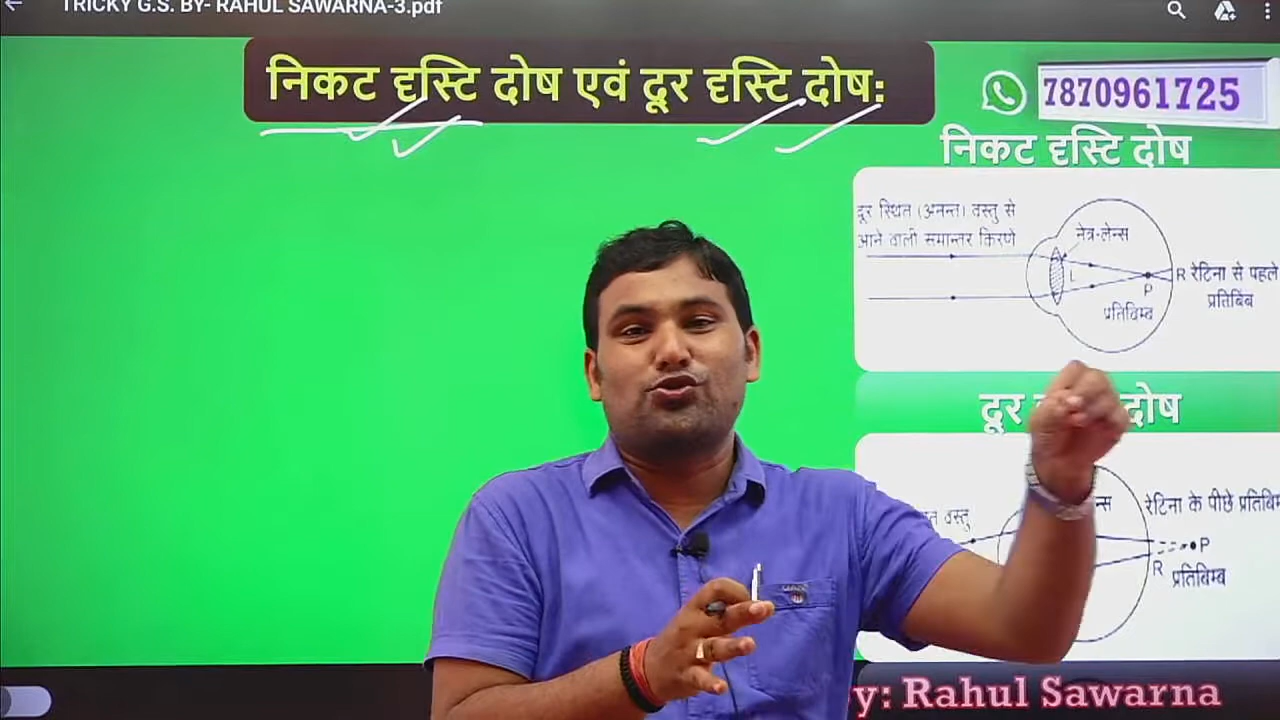 TRICKY G.S. BY- RAHUL SAWARNA-3.pdf
निकट दृस्टि दोष एवं दूर दृस्टि दोष:
7870961725
निकट दृस्टि दोष
दूर स्थित (अनन्त) वस्तु से
आने वाली समान्तर किरणे
नेत्र-लेन्स
L
P
R रेटिना से पहले
प्रतिबिंब
प्रतिविम्ब
दूर दोष
वस्तु
रेटिना के पीछे
P
R
प्रतिबिम्ब
y: Rahul Sawarna